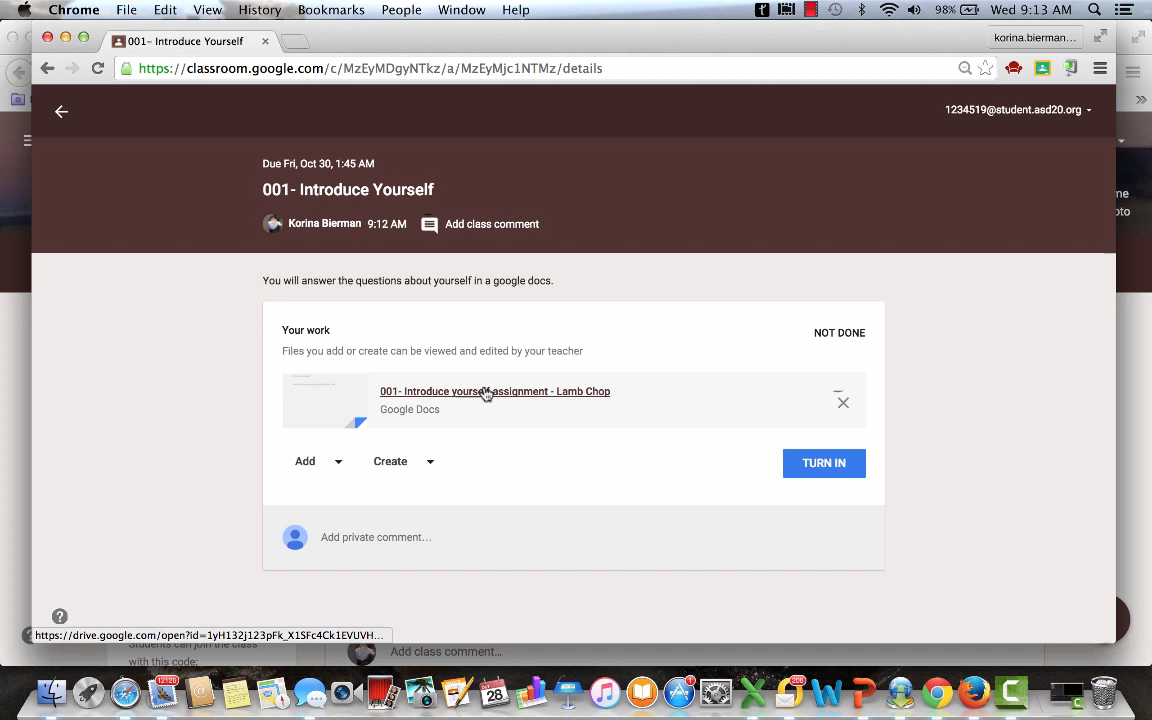 Chrome File Edit View History Bookmarks People Window Help 98% Wed 9:13 AM
001- Introduce Yourself
korina.bierman...
https://classroom.google.com/c/MzEyMDgyNTkz/a/MzEyMjc1NTMz/details
1234519@student.asd20.org
Due Fri, Oct 30, 1:45 AM
001- Introduce Yourself
Korina Bierman 9:12 AM Add class comment
You will answer the questions about yourself in a google docs.
Your work
NOT DONE
Files you add or create can be viewed and edited by your teacher
001- Introduce yourself assignment - Lamb Chop
Google Docs
Add Create TURN IN
Add private comment...
?
https://drive.google.com/open?id=1yH132j123pFk_X1SFc4Ck1EVUVH...
Students can join the class
with this code:
Add class comment...